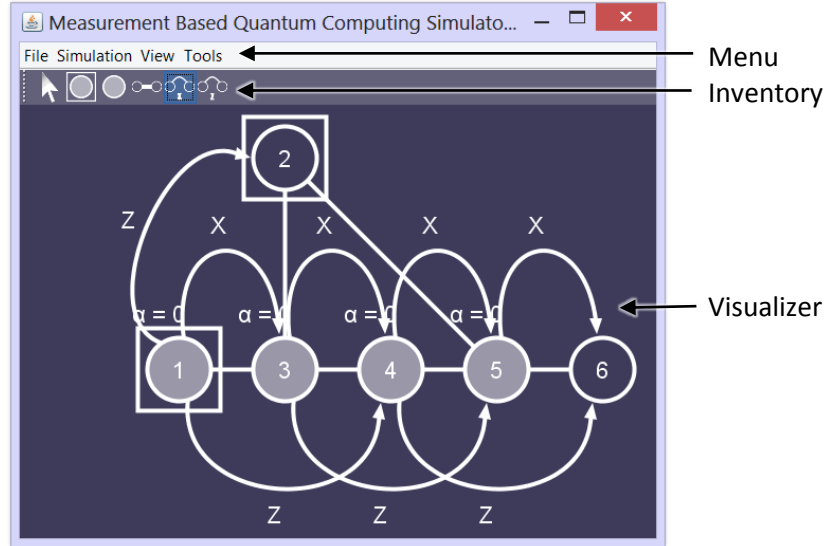 Measurement Based Quantum Computing Simulato...
File Simulation View Tools
Menu
Inventory
2
Z
X
X
X
X
α = 0
α = 0
α = 0
α = 0
Visualizer
1
3
4
5
6
Z
Z
Z